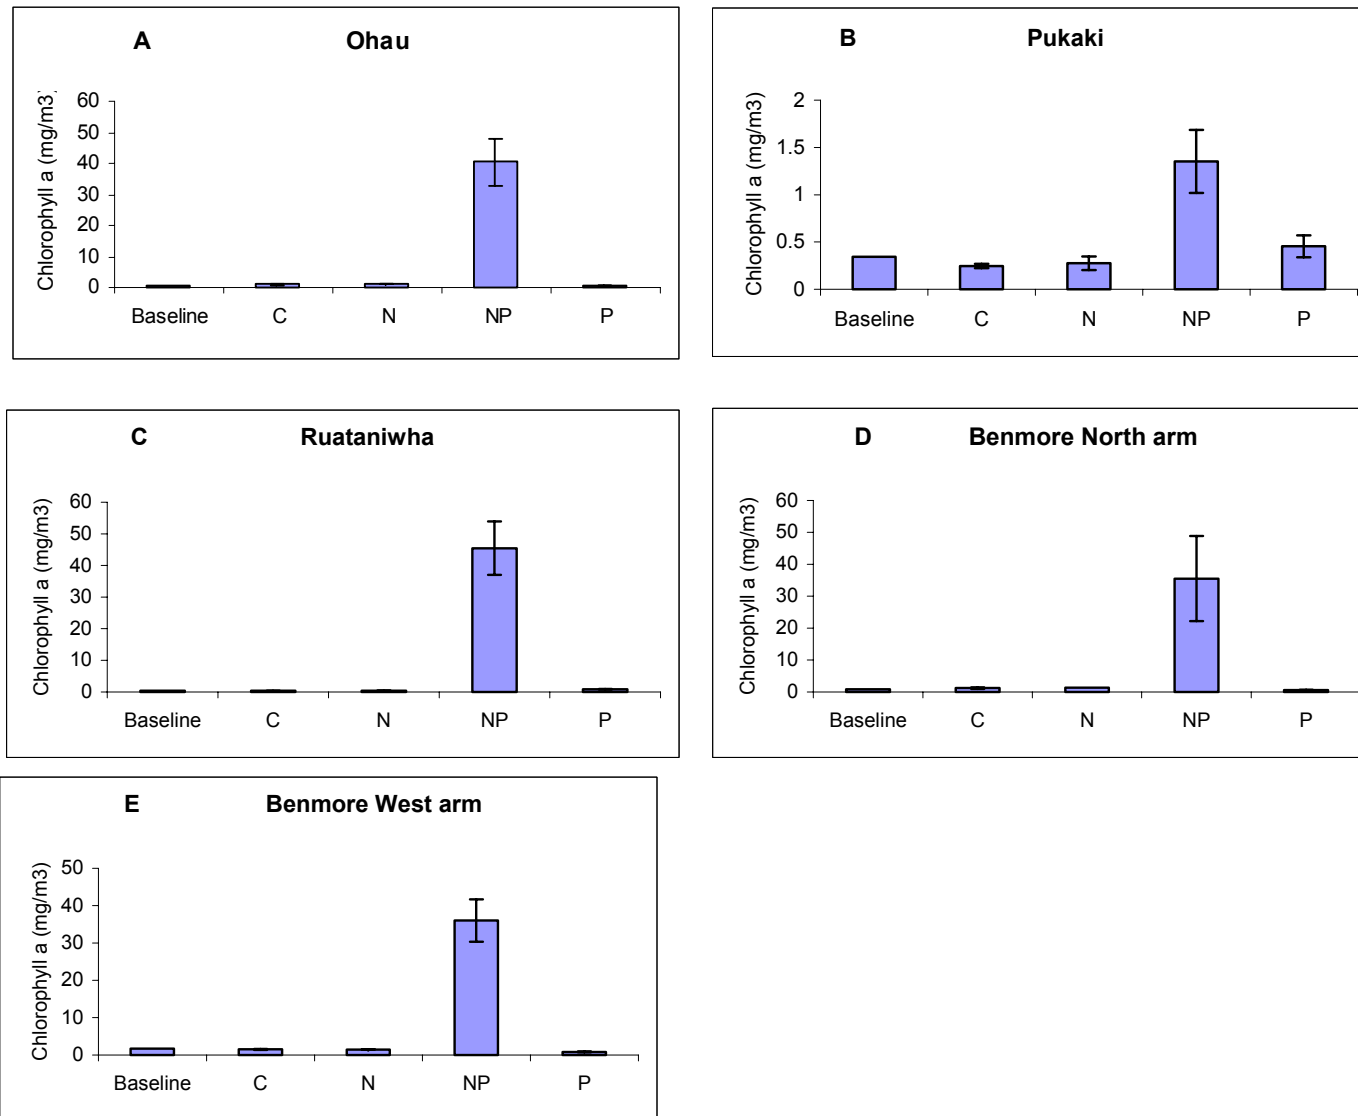 A Ohau
Chlorophyll a (mg/m3)
60
50
40
30
20
10
0
Baseline C N NP P
B Pukaki
Chlorophyll a (mg/m3)
2
1.5
1
0.5
0
Baseline C N NP P
C Ruataniwha
Chlorophyll a (mg/m3)
60
50
40
30
20
10
0
Baseline C N NP P
D Benmore North arm
Chlorophyll a (mg/m3)
60
50
40
30
20
10
0
Baseline C N NP P
E Benmore West arm
Chlorophyll a (mg/m3)
50
40
30
20
10
0
Baseline C N NP P